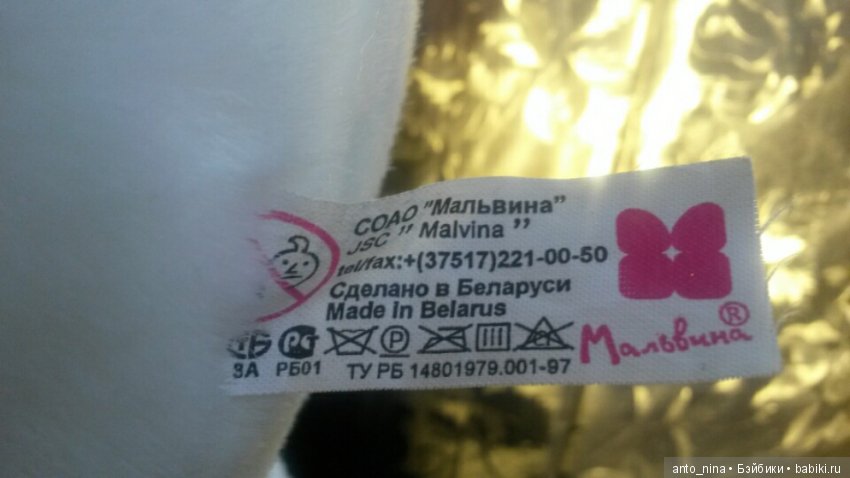 СОАО "Мальвина"
JSC " Malvina "
tel/fax:+(37517)221-00-50
Сделано в Беларуси
Made in Belarus
P
ВА РБ01 ТУ РБ 14801979.001-97
Мальвина ®
anto_nina • Бэйбики • babiki.ru